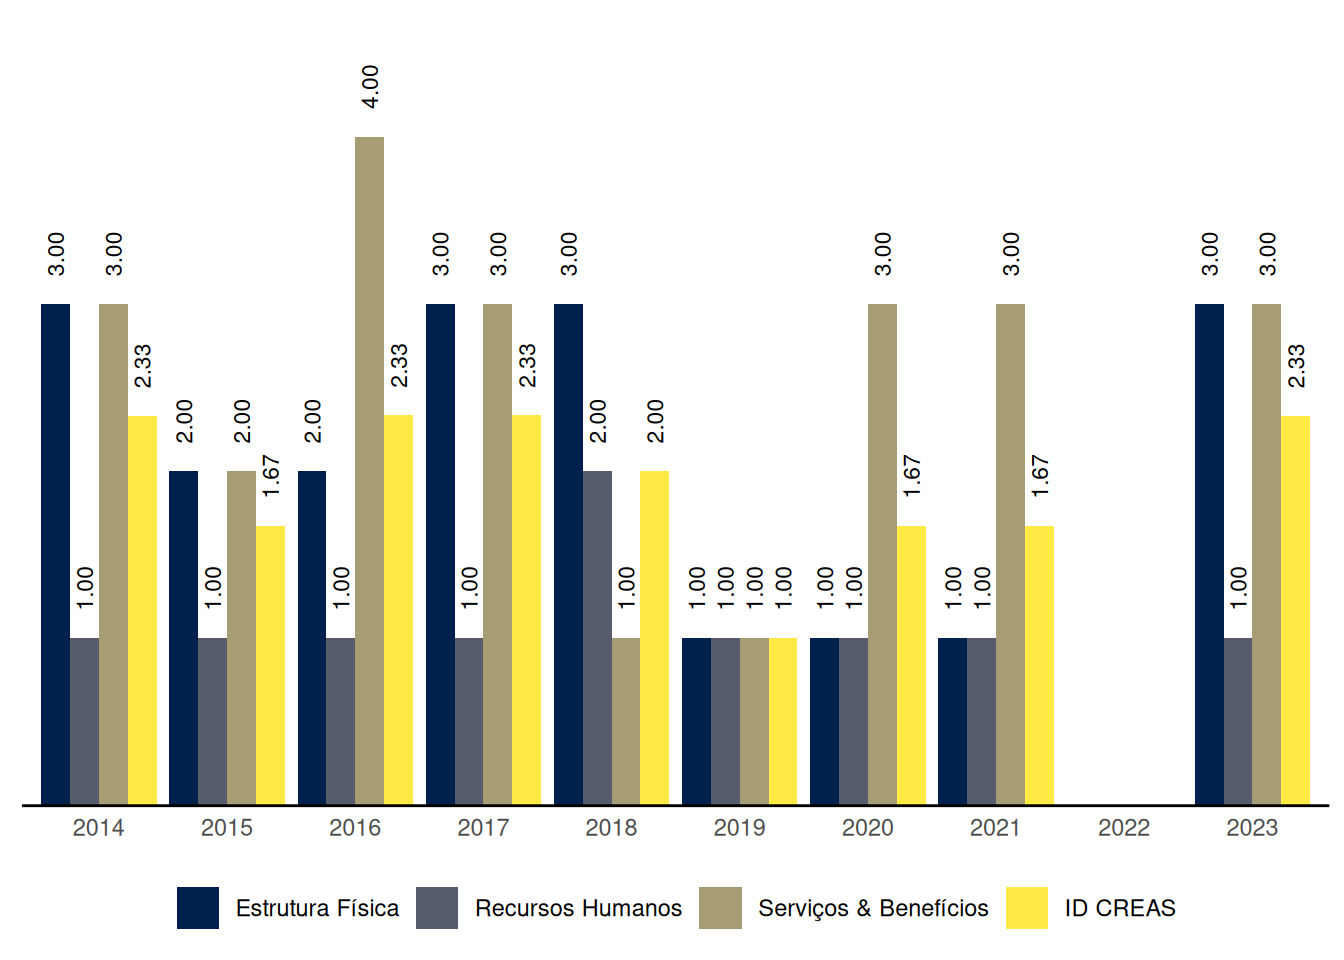 4.00
3.00 3.00 3.00 3.00 3.00 3.00 3.00 3.00 3.00
2.33 2.33 2.33 2.33
2.00 2.00 2.00 2.00 2.00
1.67 1.67 1.67
1.00 1.00 1.00 1.00 1.00 1.00 1.00 1.00 1.00 1.00 1.00 1.00 1.00 1.00
2014 2015 2016 2017 2018 2019 2020 2021 2022 2023
Estrutura Física Recursos Humanos Serviços & Benefícios ID CREAS